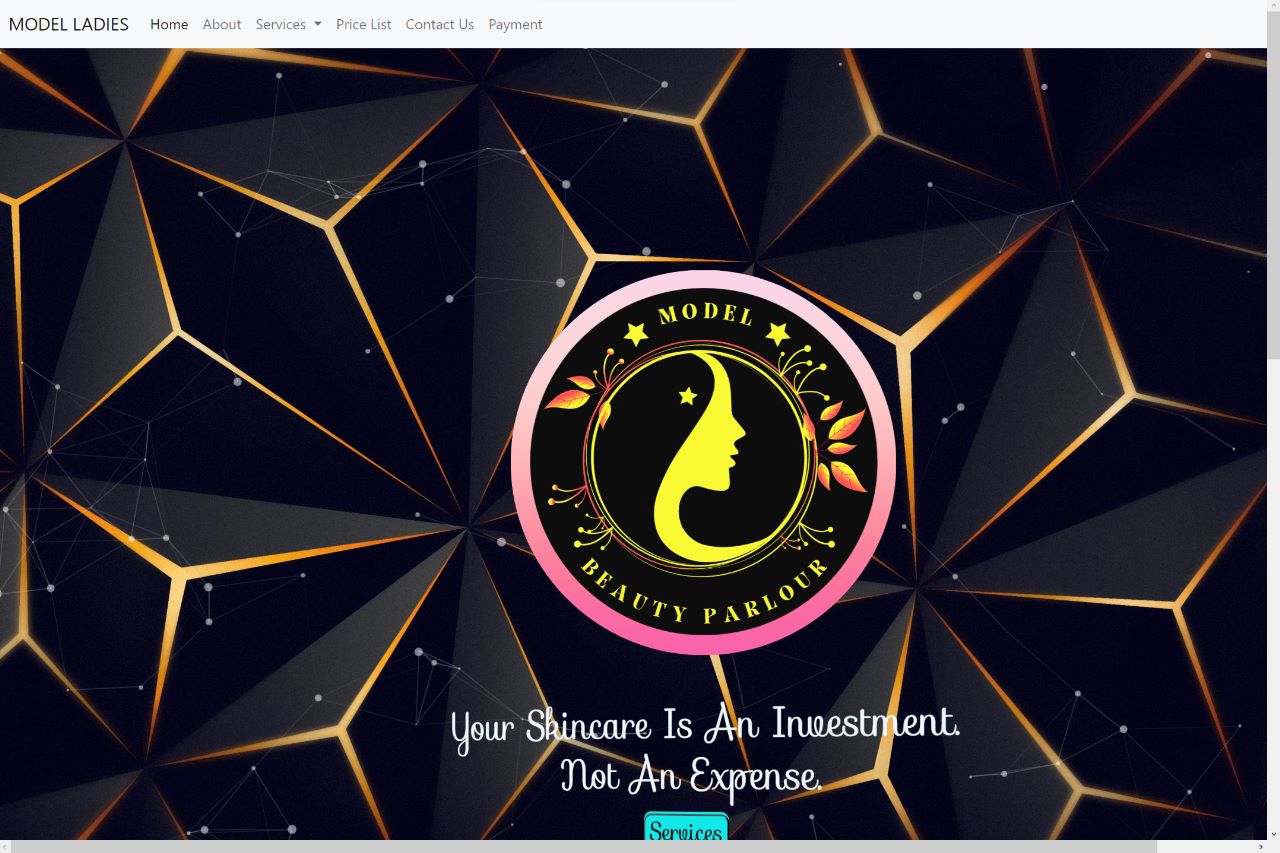 MODEL LADIES Home About Services Price List Contact Us Payment
MODEL
BEAUTY PARLOUR
Your Skincare Is An Investment.
Not An Expense.
Services